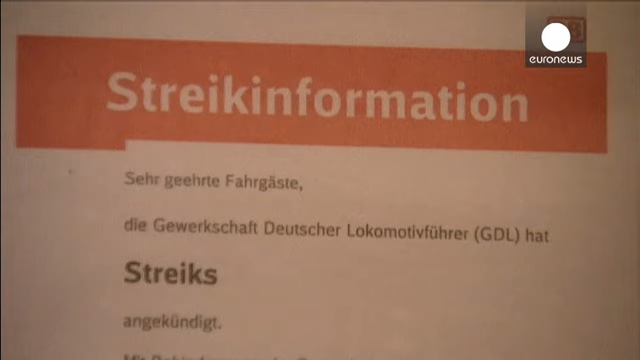 euronews
Streikinformation
Sehr geehrte Fahrgäste,
die Gewerkschaft Deutscher Lokomotivführer (GDL) hat
Streiks
angekündigt.